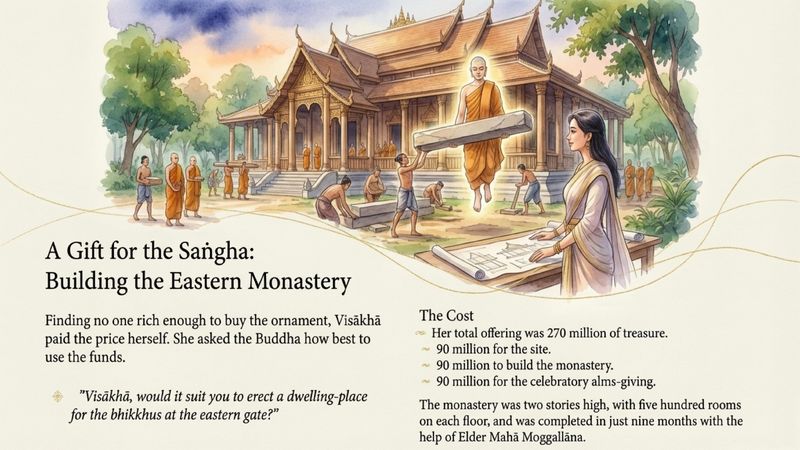 A Gift for the Saṅgha:
Building the Eastern Monastery
Finding no one rich enough to buy the ornament, Visākhā
paid the price herself. She asked the Buddha how best to
use the funds.
"Visākhā, would it suit you to erect a dwelling-place
for the bhikkhus at the eastern gate?"
The Cost
~ Her total offering was 270 million of treasure.
~ 90 million for the site.
~ 90 million to build the monastery.
~ 90 million for the celebratory alms-giving.
The monastery was two stories high, with five hundred rooms
on each floor, and was completed in just nine months with the
help of Elder Mahā Moggallāna.